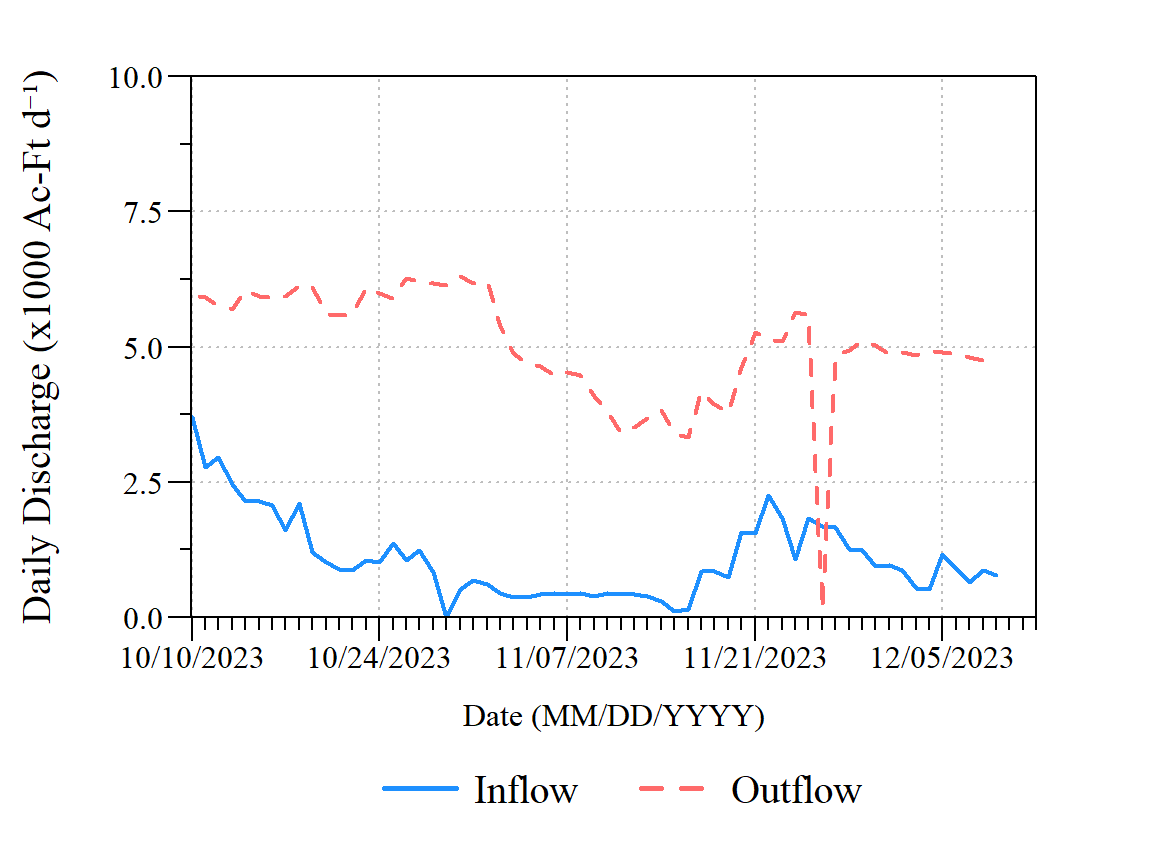 Daily Discharge (x1000 Ac-Ft d⁻¹)
10.0
7.5
5.0
2.5
0.0
10/10/2023 10/24/2023 11/07/2023 11/21/2023 12/05/2023
Date (MM/DD/YYYY)
Inflow Outflow